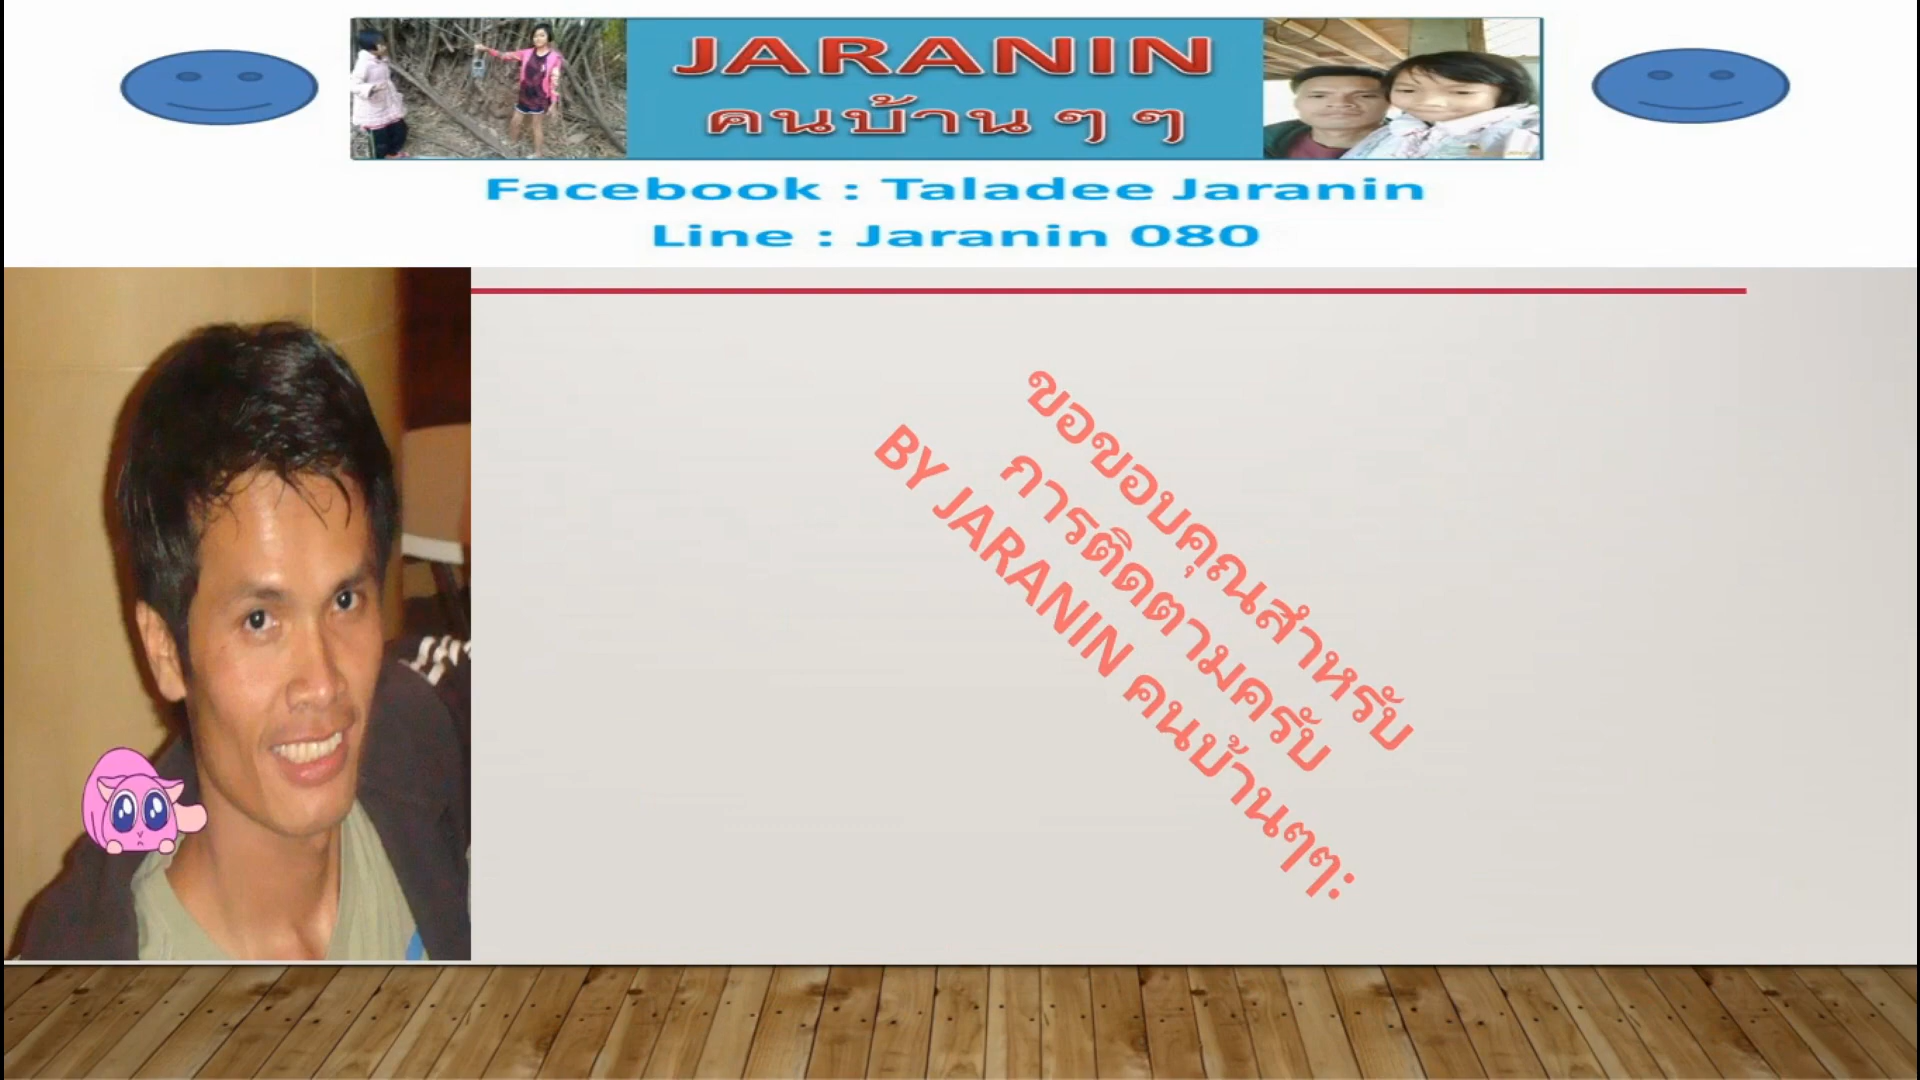 JARANIN
คนบ้าน ๆ ๆ
Facebook : Taladee Jaranin
Line : Jaranin 080
ขอขอบคุณสำหรับ
การติดตามครับ
BY JARANIN คนบ้านๆๆ: